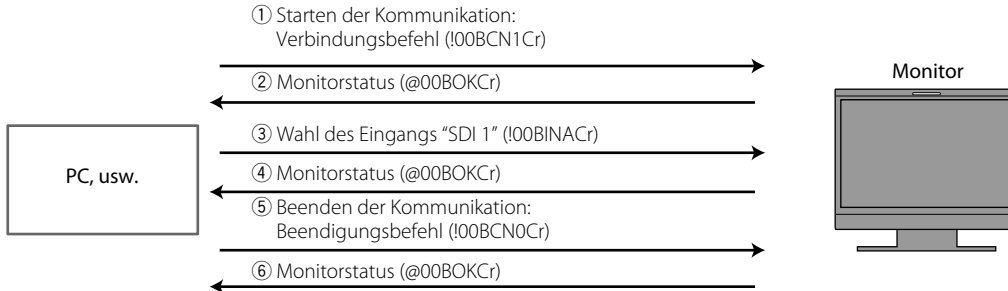 ① Starten der Kommunikation:
Verbindungsbefehl (!00BCN1Cr)
② Monitorstatus (@00BOKCr)
Monitor
③ Wahl des Eingangs “SDI 1” (!00BINACr)
PC, usw.
④ Monitorstatus (@00BOKCr)
⑤ Beenden der Kommunikation:
Beendigungsbefehl (!00BCN0Cr)
⑥ Monitorstatus (@00BOKCr)